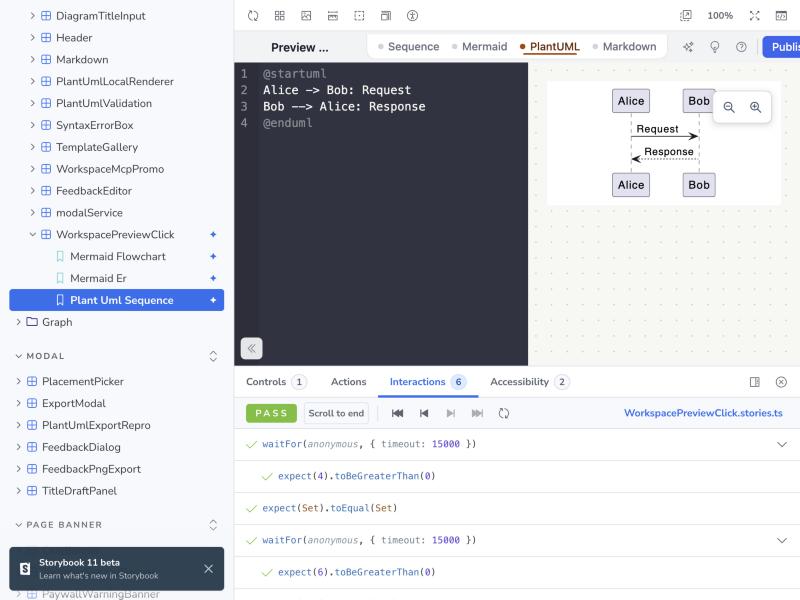 DiagramTitleInput
Header
Markdown
PlantUmlLocalRenderer
PlantUmlValidation
SyntaxErrorBox
TemplateGallery
WorkspaceMcpPromo
FeedbackEditor
modalService
WorkspacePreviewClick
Mermaid Flowchart
Mermaid Er
Plant Uml Sequence
Graph
MODAL
PlacementPicker
ExportModal
PlantUmlExportRepro
FeedbackDialog
FeedbackPngExport
TitleDraftPanel
PAGE BANNER
Storybook 11 beta
Learn what's new in Storybook
PaywallWarningBanner
100%
Preview ...
Sequence
Mermaid
PlantUML
Markdown
Publis
1 @startuml
2 Alice -> Bob: Request
3 Bob --> Alice: Response
4 @enduml
Alice Bob
Request
Response
Alice Bob
Controls 1 Actions Interactions 6 Accessibility 2
PASS Scroll to end WorkspacePreviewClick.stories.ts
waitFor(anonymous, { timeout: 15000 })
expect(4).toBeGreaterThan(0)
expect(Set).toEqual(Set)
waitFor(anonymous, { timeout: 15000 })
expect(6).toBeGreaterThan(0)